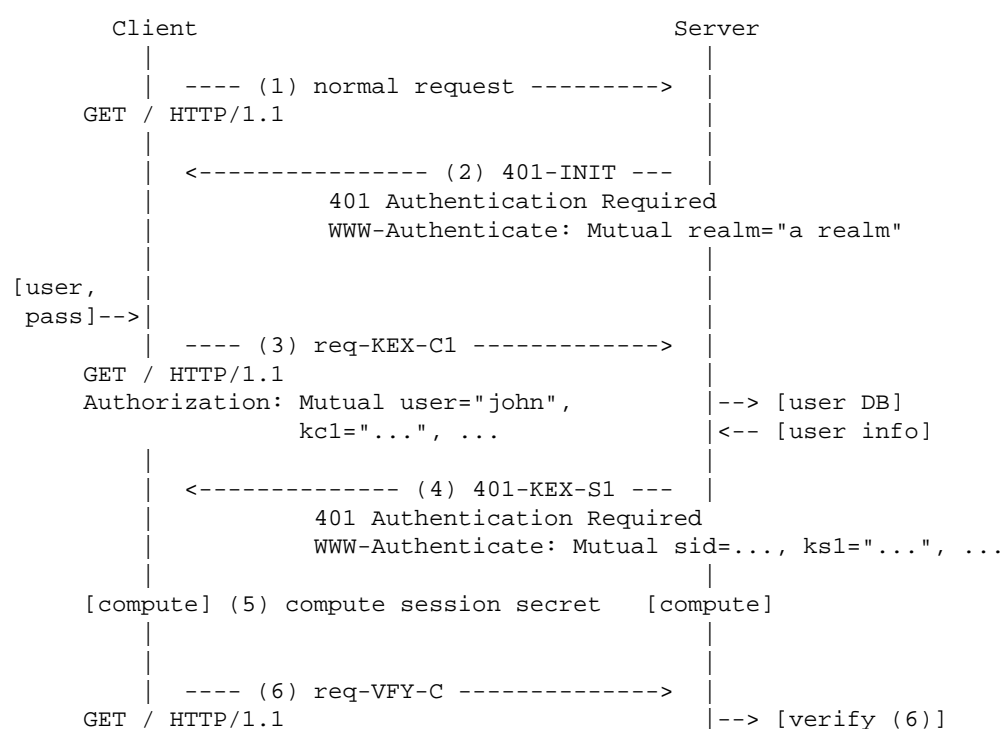 Client                                 Server
|                                      |
|  ---- (1) normal request --------->  |
GET / HTTP/1.1                         |
|                                      |
|  <---------------- (2) 401-INIT ---  |
|            401 Authentication Required
|            WWW-Authenticate: Mutual realm="a realm"
|                                      |
[user,   |                                      |
pass]-->|                                      |
|  ---- (3) req-KEX-C1 ------------->  |
GET / HTTP/1.1                         |
Authorization: Mutual user="john",     |--> [user DB]
kc1="...", ...          |<-- [user info]
|                                      |
|  <-------------- (4) 401-KEX-S1 ---  |
|           401 Authentication Required
|           WWW-Authenticate: Mutual sid=..., ks1="...", ...
|                                      |
[compute] (5) compute session secret   [compute]
|                                      |
|                                      |
|  ---- (6) req-VFY-C -------------->  |
GET / HTTP/1.1                         |--> [verify (6)]